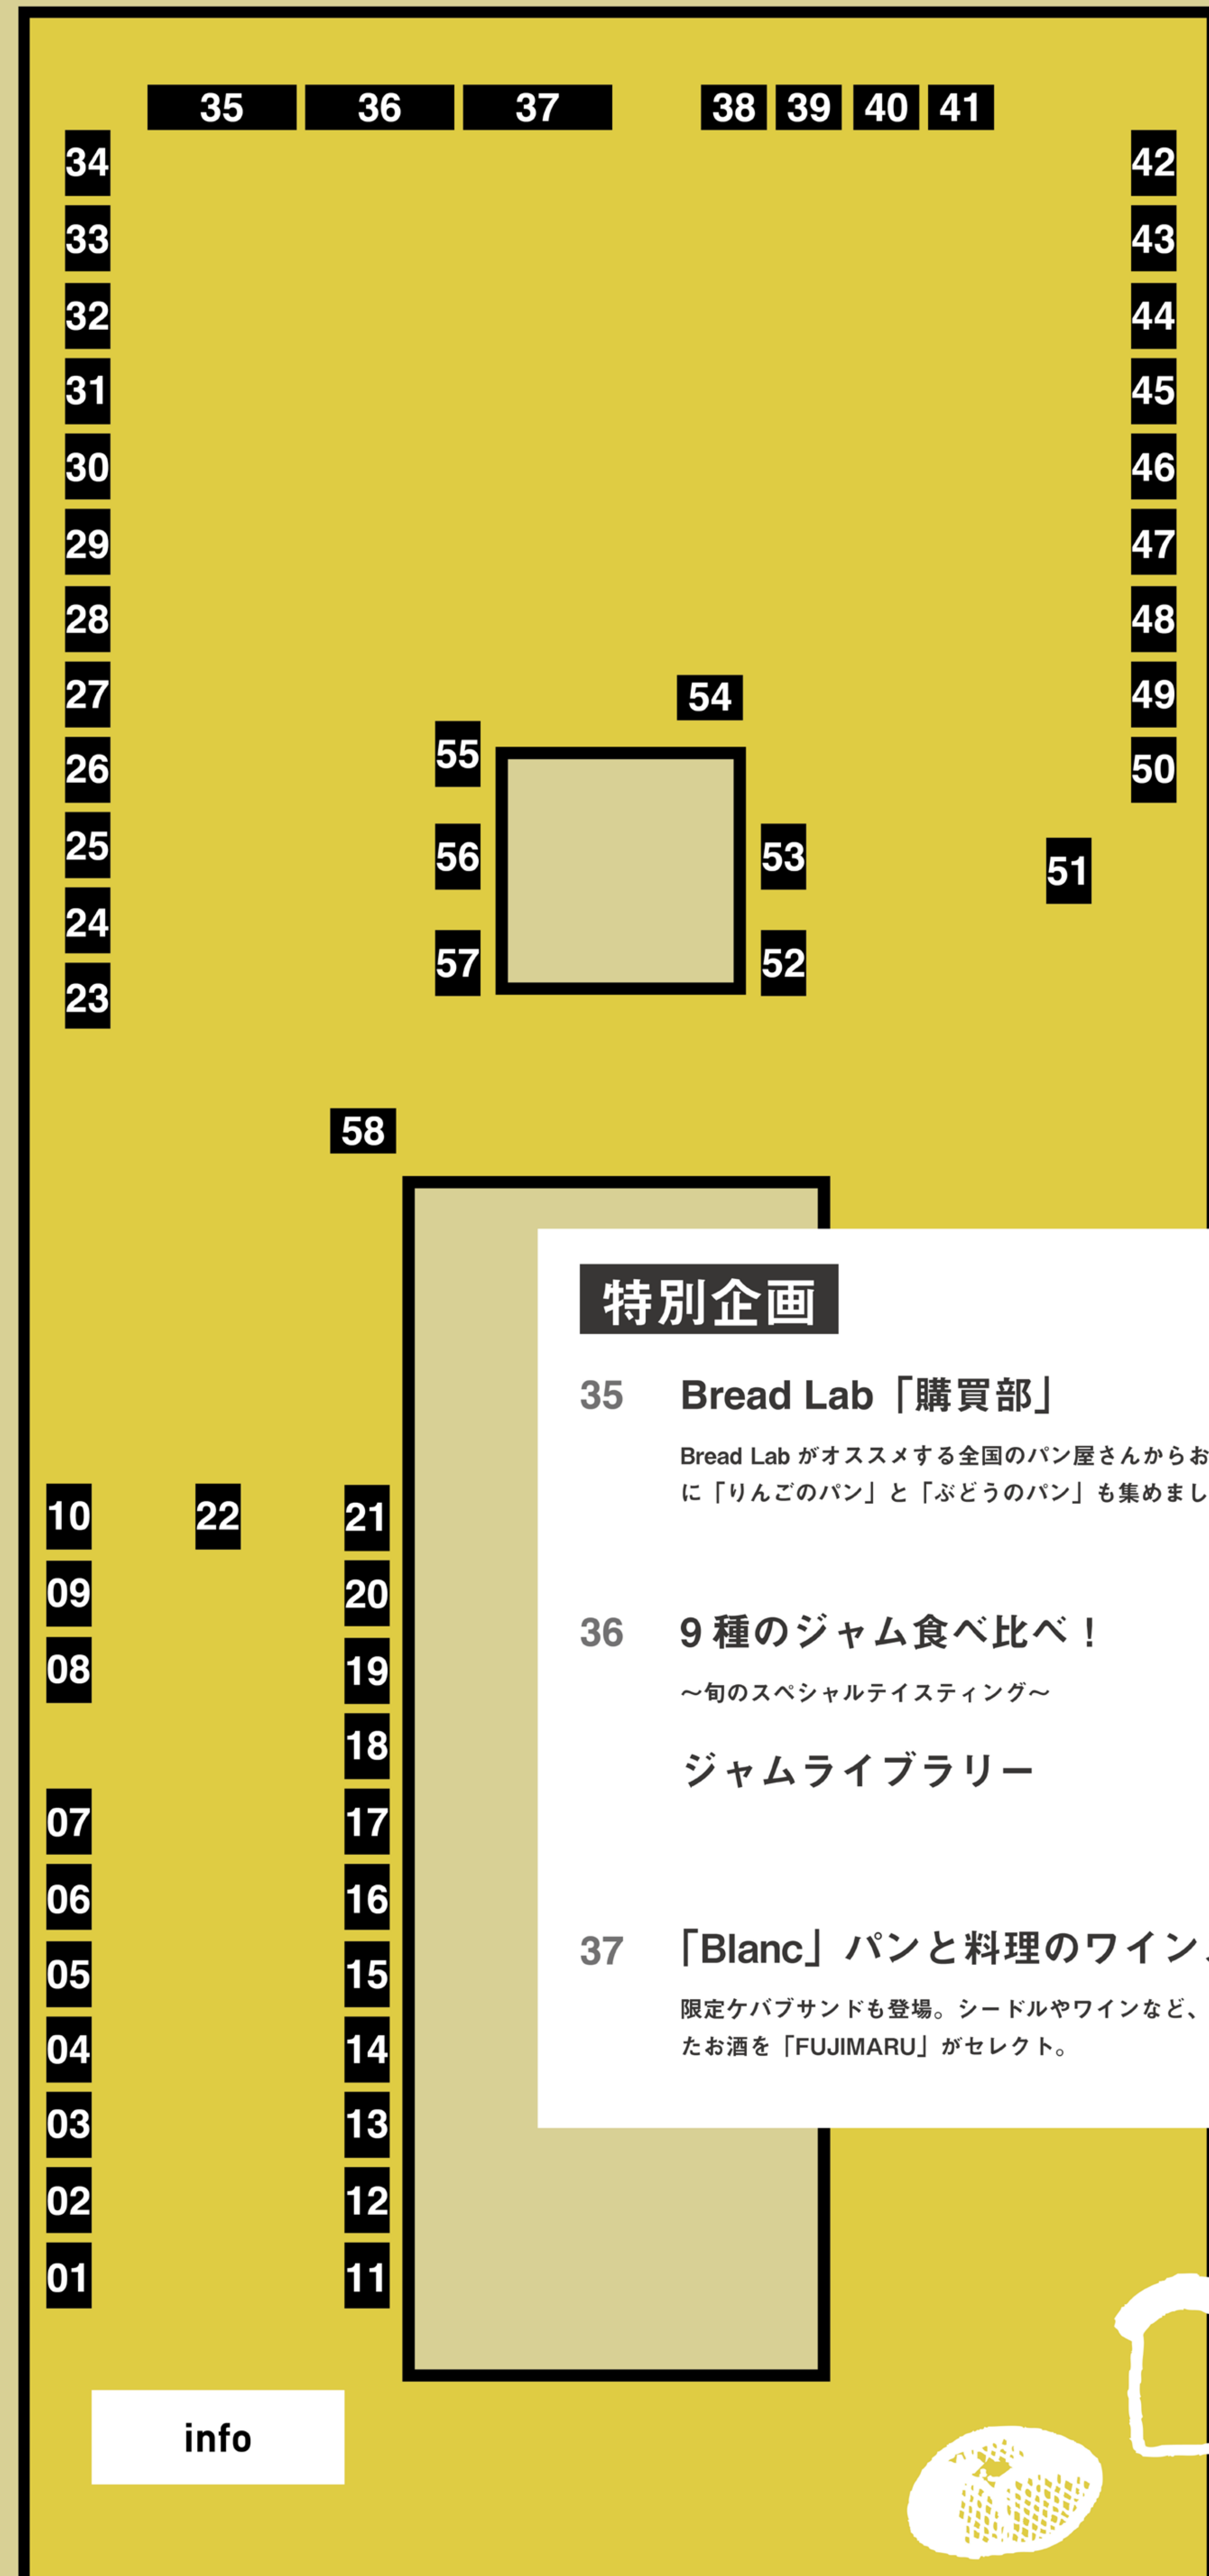 35 36 37 38 39 40 41
34 42
33 43
32 44
31 45
30 46
29 47
28 48
27 49
54
55
26 50
25 56 53 51
24
57 52
23
58
特別企画
35 Bread Lab「購買部」
Bread Lab がオススメする全国のパン屋さんからお
に「りんごのパン」と「ぶどうのパン」も集めまし
10 22 21
09 20
36 9 種のジャム食べ比べ！
08 19
〜旬のスペシャルテイスティング〜
18
ジャムライブラリー
07 17
06 16
37 「Blanc」パンと料理のワイン
05 15
限定ケバブサンドも登場。シードルやワインなど、
04 14
たお酒を「FUJIMARU」がセレクト。
03 13
02 12
01 11
info